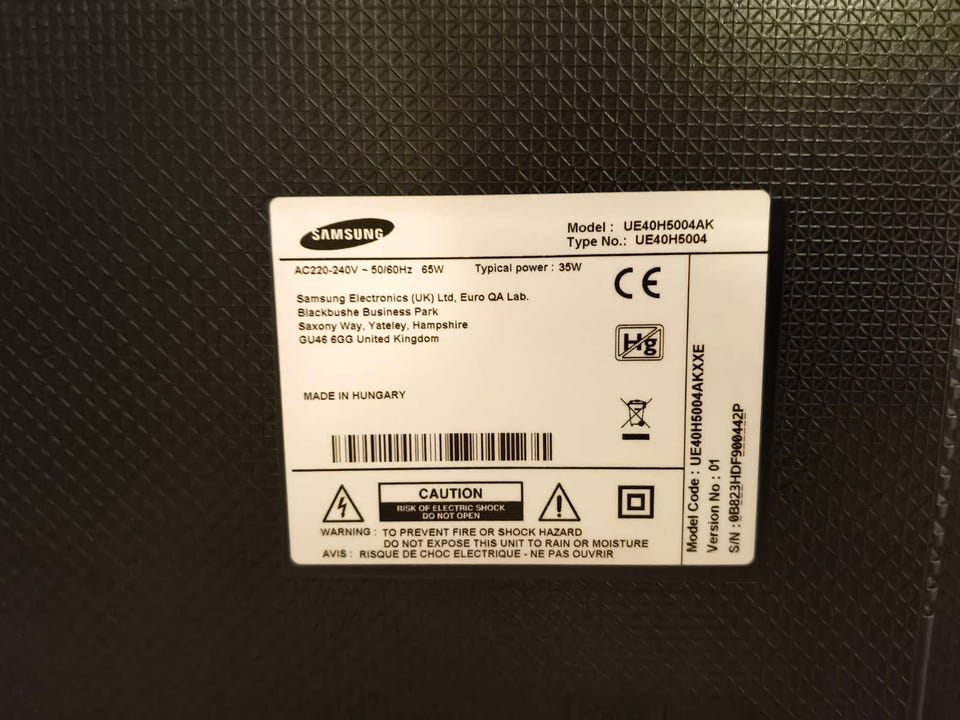 SAMSUNG
Model : UE40H5004AK
Type No.: UE40H5004
AC220-240V ~ 50/60Hz 65W Typical power : 35W
Samsung Electronics (UK) Ltd, Euro QA Lab.
Blackbushe Business Park
Saxony Way, Yateley, Hampshire
GU46 6GG United Kingdom
CE
Hg
MADE IN HUNGARY
CAUTION
RISK OF ELECTRIC SHOCK
DO NOT OPEN
WARNING : TO PREVENT FIRE OR SHOCK HAZARD
DO NOT EXPOSE THIS UNIT TO RAIN OR MOISTURE
AVIS : RISQUE DE CHOC ELECTRIQUE - NE PAS OUVRIR
Model Code : UE40H5004AKXXE
Version No : 01
S/N : 0B823HDF900442P